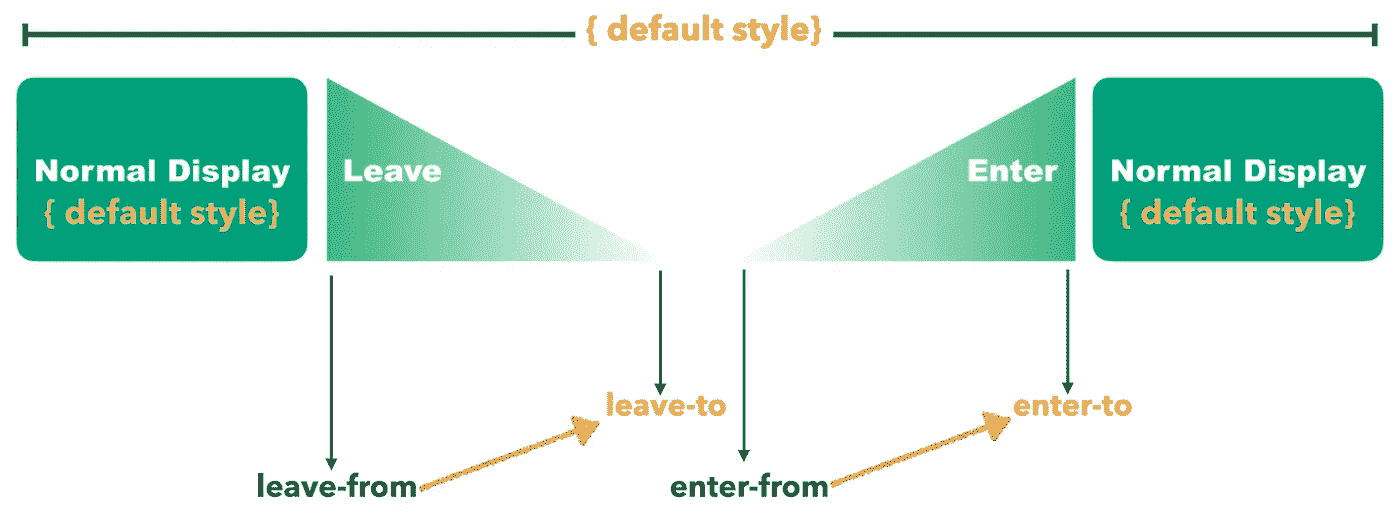 { default style}
Normal Display
{ default style}
Leave
Enter
Normal Display
{ default style}
leave-to
enter-to
leave-from
enter-from